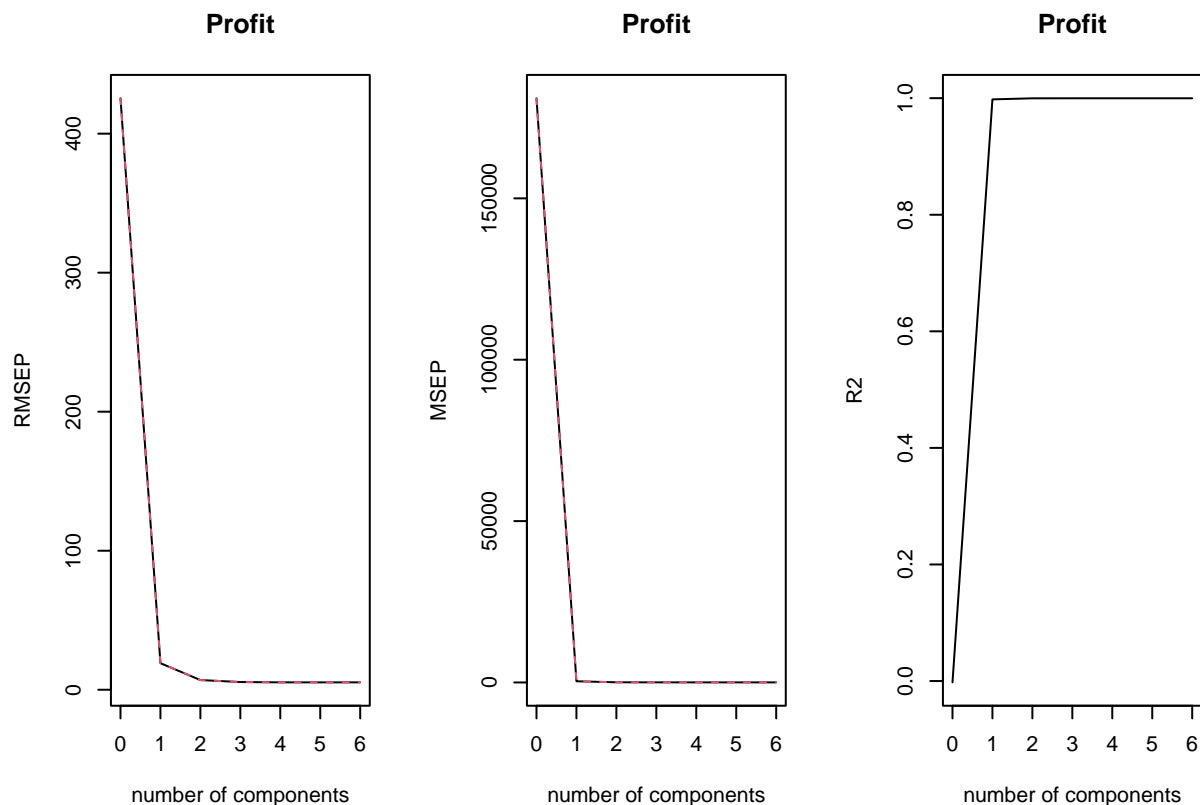 Profit
RMSEP
0
100
200
300
400
0 1 2 3 4 5 6
number of components
Profit
MSEP
0
50000
100000
150000
0 1 2 3 4 5 6
number of components
Profit
R2
0.0
0.2
0.4
0.6
0.8
1.0
0 1 2 3 4 5 6
number of components